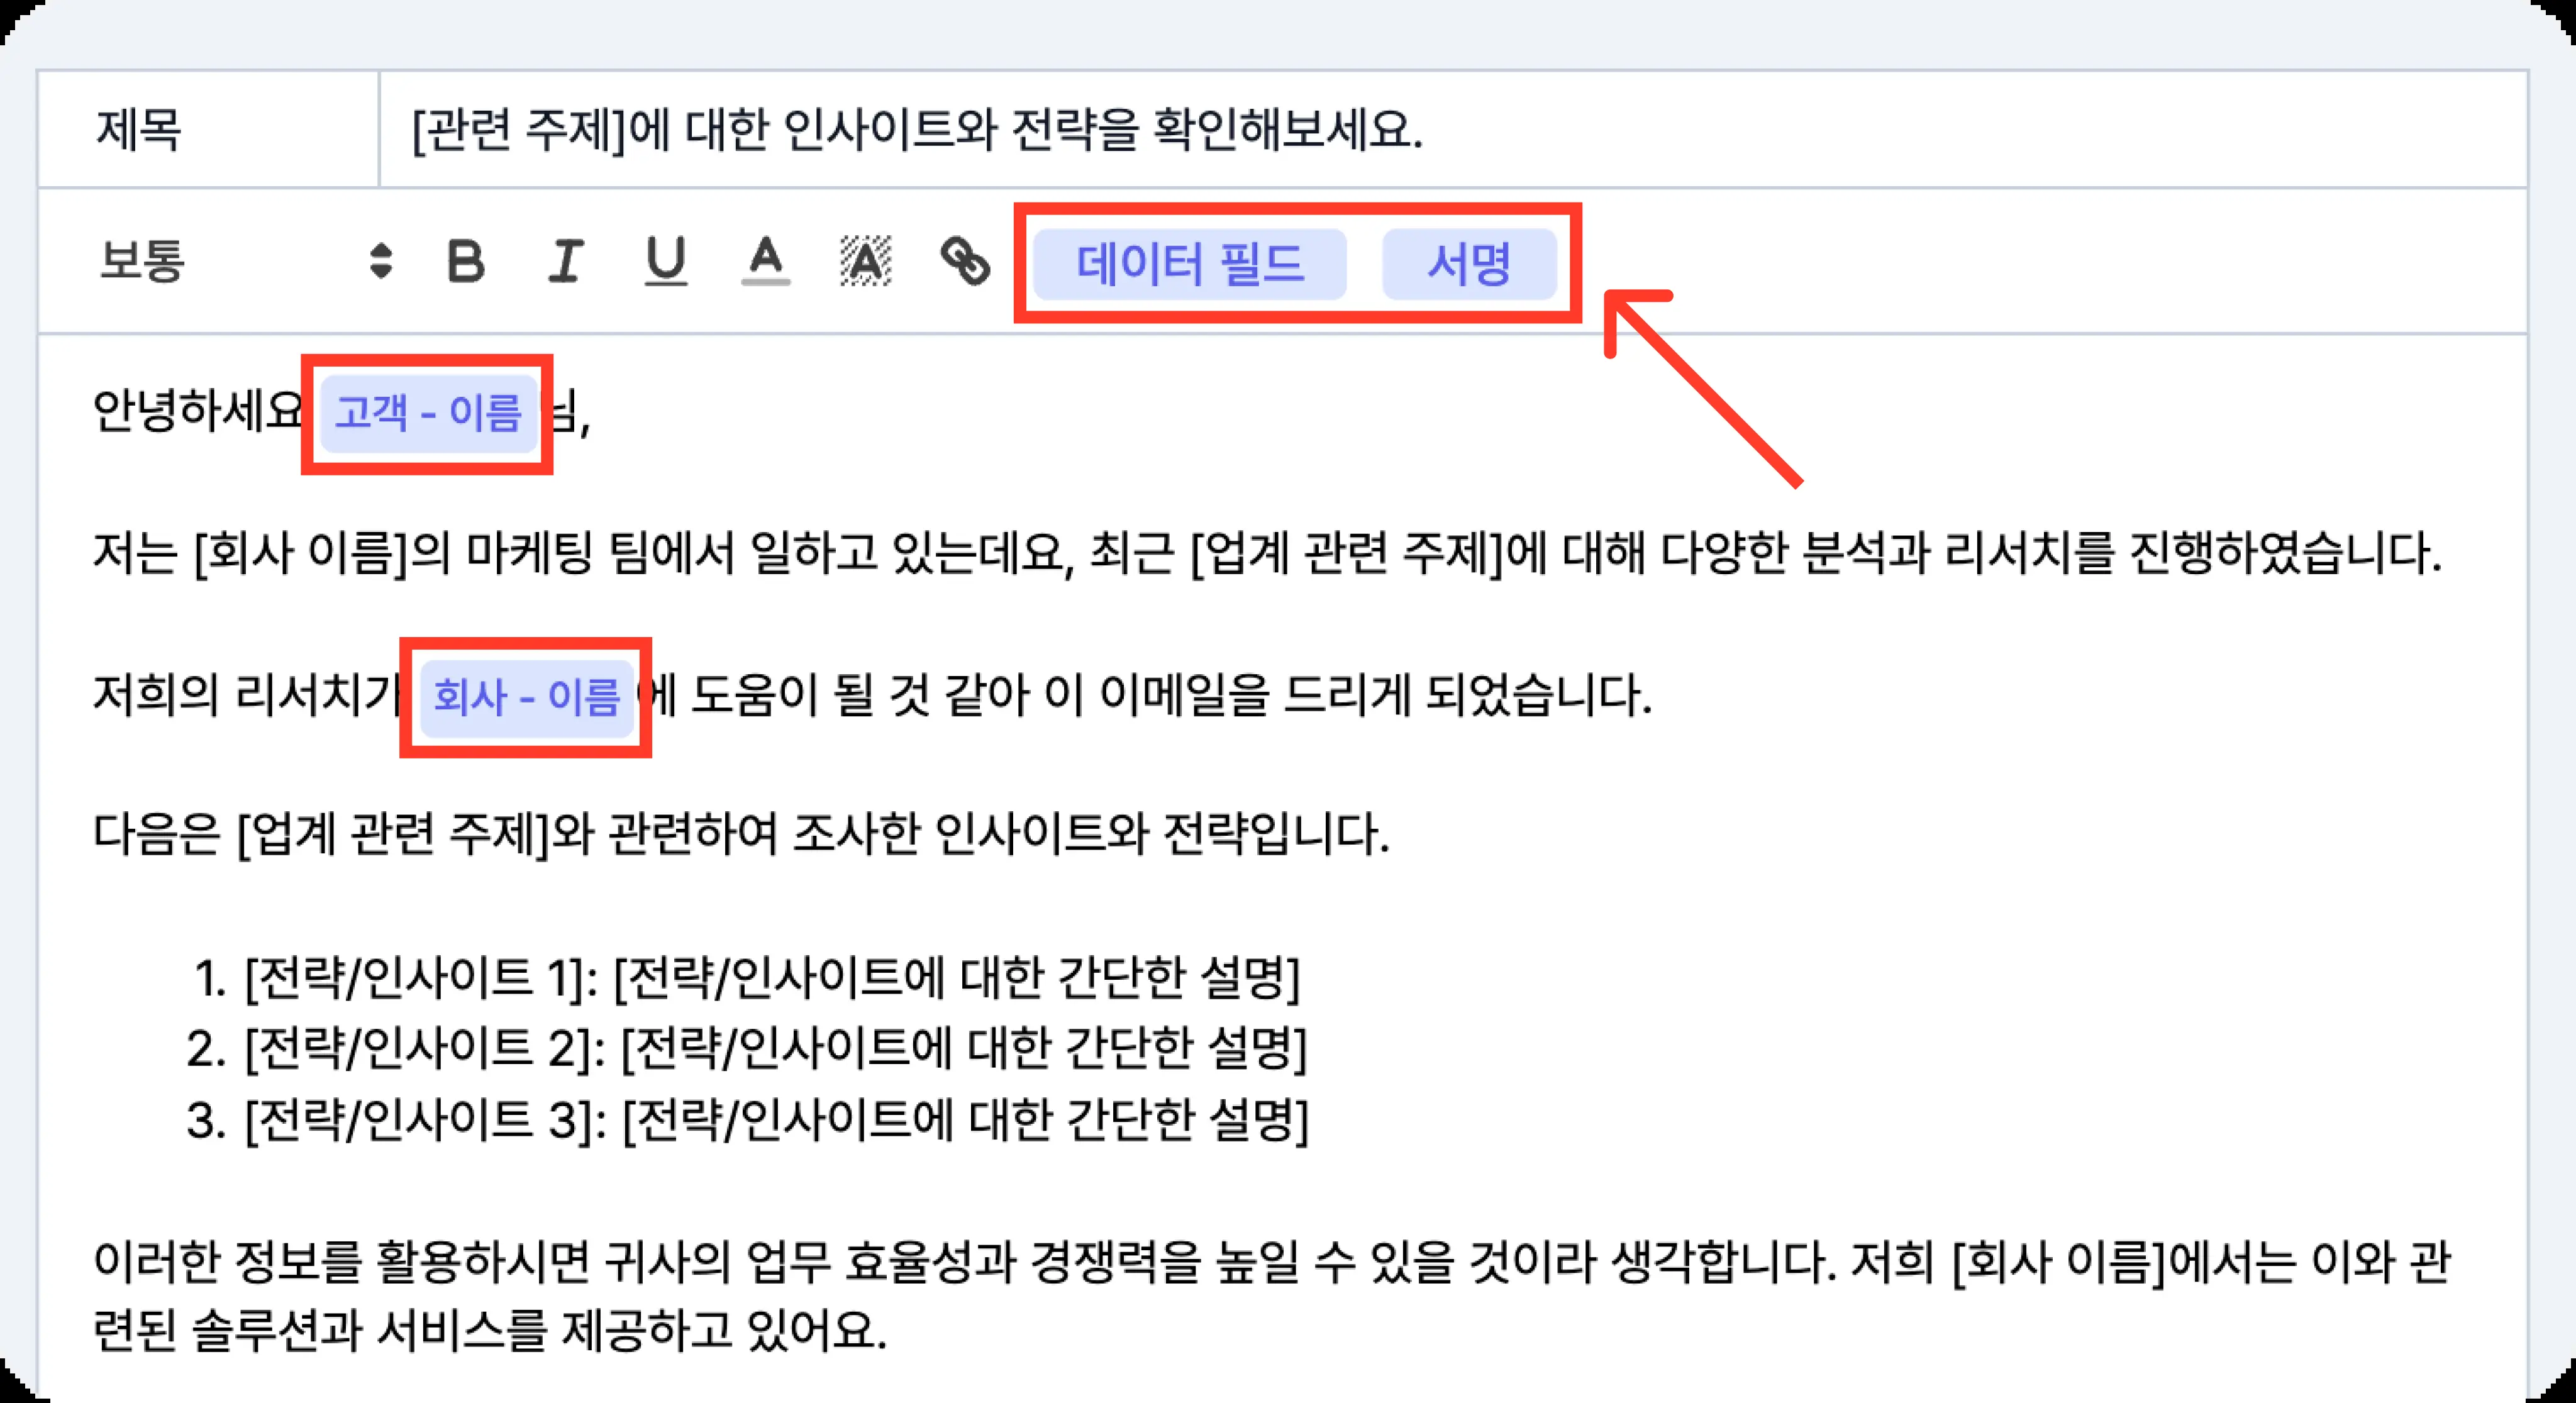 제목
[관련 주제]에 대한 인사이트와 전략을 확인해보세요.
보통 B I U A A 데이터 필드 서명
안녕하세요 고객 - 이름 님,
저는 [회사 이름]의 마케팅 팀에서 일하고 있는데요, 최근 [업계 관련 주제]에 대해 다양한 분석과 리서치를 진행하였습니다.
저희의 리서치가 회사 - 이름 에 도움이 될 것 같아 이 이메일을 드리게 되었습니다.
다음은 [업계 관련 주제]와 관련하여 조사한 인사이트와 전략입니다.
1. [전략/인사이트 1]: [전략/인사이트에 대한 간단한 설명]
2. [전략/인사이트 2]: [전략/인사이트에 대한 간단한 설명]
3. [전략/인사이트 3]: [전략/인사이트에 대한 간단한 설명]
이러한 정보를 활용하시면 귀사의 업무 효율성과 경쟁력을 높일 수 있을 것이라 생각합니다. 저희 [회사 이름]에서는 이와 관
련된 솔루션과 서비스를 제공하고 있어요.